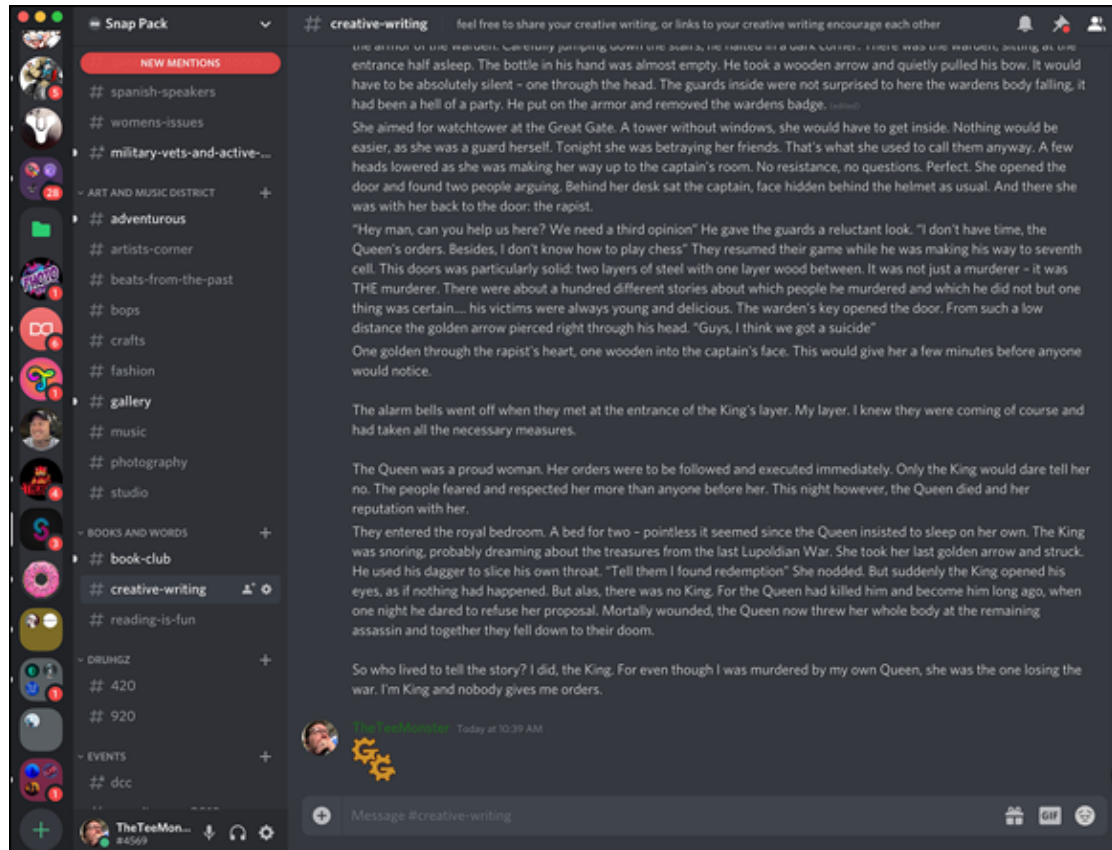 Snap Pack
NEW MENTIONS
# spanish-speakers
# womens-issues
# military-vets-and-active-...
ART AND MUSIC DISTRICT
# adventurous
# artists-corner
# beats-from-the-past
# bops
# crafts
# fashion
# gallery
# music
# photography
# studio
BOOKS AND WORDS
# book-club
# creative-writing
# reading-is-fun
DRUHGZ
# 420
# 920
EVENTS
# dcc
TheTeeMon...
#4569
5
28
1
6
1
4
3
1
1
# creative-writing
feel free to share your creative writing, or links to your creative writing encourage each other
the armor of the warden. Carefully jumping down the stairs, he halted in a dark corner. There was the warden, sitting at the
entrance half asleep. The bottle in his hand was almost empty. He took a wooden arrow and quietly pulled his bow. It would
have to be absolutely silent – one through the head. The guards inside were not surprised to here the wardens body falling, it
had been a hell of a party. He put on the armor and removed the wardens badge. (edited)
She aimed for watchtower at the Great Gate. A tower without windows, she would have to get inside. Nothing would be
easier, as she was a guard herself. Tonight she was betraying her friends. That's what she used to call them anyway. A few
heads lowered as she was making her way up to the captain's room. No resistance, no questions. Perfect. She opened the
door and found two people arguing. Behind her desk sat the captain, face hidden behind the helmet as usual. And there she
was with her back to the door: the rapist.
"Hey man, can you help us here? We need a third opinion" He gave the guards a reluctant look. "I don't have time, the
Queen's orders. Besides, I don't know how to play chess" They resumed their game while he was making his way to seventh
cell. This doors was particularly solid: two layers of steel with one layer wood between. It was not just a murderer – it was
THE murderer. There were about a hundred different stories about which people he murdered and which he did not but one
thing was certain.... his victims were always young and delicious. The warden's key opened the door. From such a low
distance the golden arrow pierced right through his head. "Guys, I think we got a suicide"
One golden through the rapist's heart, one wooden into the captain's face. This would give her a few minutes before anyone
would notice.
The alarm bells went off when they met at the entrance of the King's layer. My layer. I knew they were coming of course and
had taken all the necessary measures.
The Queen was a proud woman. Her orders were to be followed and executed immediately. Only the King would dare tell her
no. The people feared and respected her more than anyone before her. This night however, the Queen died and her
reputation with her.
They entered the royal bedroom. A bed for two – pointless it seemed since the Queen insisted to sleep on her own. The King
was snoring, probably dreaming about the treasures from the last Lupoldian War. She took her last golden arrow and struck.
He used his dagger to slice his own throat. "Tell them I found redemption" She nodded. But suddenly the King opened his
eyes, as if nothing had happened. But alas, there was no King. For the Queen had killed him and become him long ago, when
one night he dared to refuse her proposal. Mortally wounded, the Queen now threw her whole body at the remaining
assassin and together they fell down to their doom.
So who lived to tell the story? I did, the King. For even though I was murdered by my own Queen, she was the one losing the
war. I'm King and nobody gives me orders.
TheTeeMonster Today at 10:39 AM
GG
Message #creative-writing
GIF